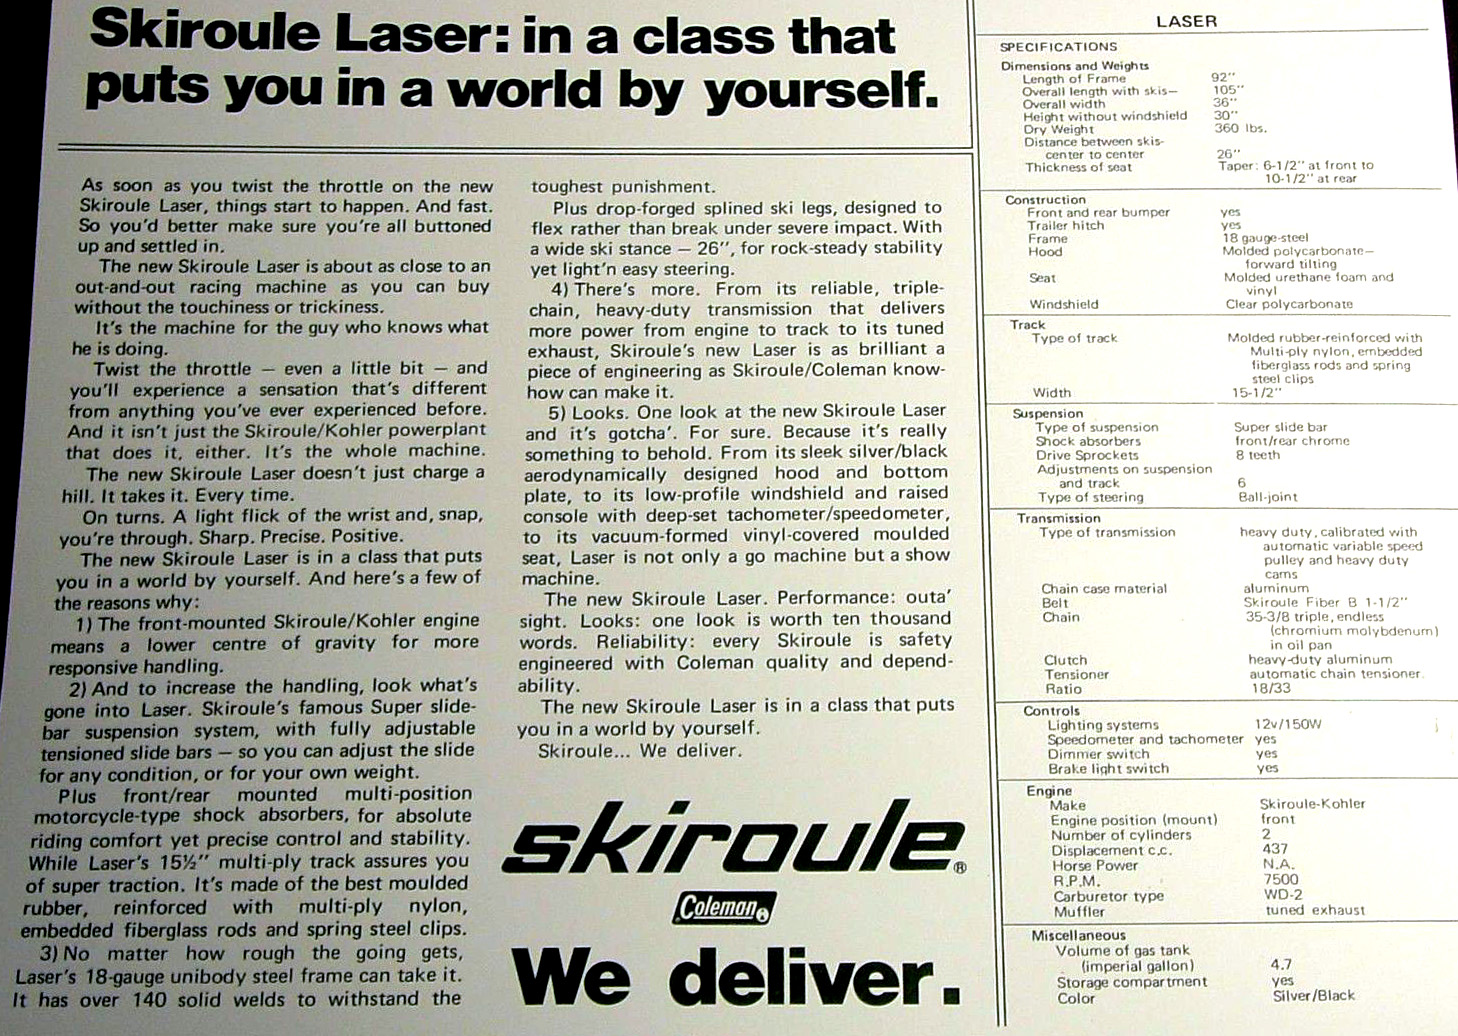 Skiroule Laser: in a class that
puts you in a world by yourself.
As soon as you twist the throttle on the new
Skiroule Laser, things start to happen. And fast.
So you'd better make sure you're all buttoned
up and settled in.
The new Skiroule Laser is about as close to an
out-and-out racing machine as you can buy
without the touchiness or trickiness.
It's the machine for the guy who knows what
he is doing.
Twist the throttle — even a little bit — and
you'll experience a sensation that's different
from anything you've ever experienced before.
And it isn't just the Skiroule/Kohler powerplant
that does it, either. It's the whole machine.
The new Skiroule Laser doesn't just charge a
hill. It takes it. Every time.
On turns. A light flick of the wrist and, snap,
you're through. Sharp. Precise. Positive.
The new Skiroule Laser is in a class that puts
you in a world by yourself. And here's a few of
the reasons why:
1) The front-mounted Skiroule/Kohler engine
means a lower centre of gravity for more
responsive handling.
2) And to increase the handling, look what's
gone into Laser. Skiroule's famous Super slide-
bar suspension system, with fully adjustable
tensioned slide bars — so you can adjust the slide
for any condition, or for your own weight.
Plus front/rear mounted multi-position
motorcycle-type shock absorbers, for absolute
riding comfort yet precise control and stability.
While Laser's 15½" multi-ply track assures you
of super traction. It's made of the best moulded
rubber, reinforced with multi-ply nylon,
embedded fiberglass rods and spring steel clips.
3) No matter how rough the going gets,
Laser's 18-gauge unibody steel frame can take it.
It has over 140 solid welds to withstand the
toughest punishment.
Plus drop-forged splined ski legs, designed to
flex rather than break under severe impact. With
a wide ski stance — 26", for rock-steady stability
yet light'n easy steering.
4) There's more. From its reliable, triple-
chain, heavy-duty transmission that delivers
more power from engine to track to its tuned
exhaust, Skiroule's new Laser is as brilliant a
piece of engineering as Skiroule/Coleman know-
how can make it.
5) Looks. One look at the new Skiroule Laser
and it's gotcha'. For sure. Because it's really
something to behold. From its sleek silver/black
aerodynamically designed hood and bottom
plate, to its low-profile windshield and raised
console with deep-set tachometer/speedometer,
to its vacuum-formed vinyl-covered moulded
seat, Laser is not only a go machine but a show
machine.
The new Skiroule Laser. Performance: outa'
sight. Looks: one look is worth ten thousand
words. Reliability: every Skiroule is safety
engineered with Coleman quality and depend-
ability.
The new Skiroule Laser is in a class that puts
you in a world by yourself.
Skiroule... We deliver.
skiroule®
Coleman®
We deliver.
LASER
SPECIFICATIONS
Dimensions and Weights
Length of Frame 92"
Overall length with skis— 105"
Overall width 36"
Height without windshield 30"
Dry Weight 360 lbs.
Distance between skis-
center to center 26"
Thickness of seat Taper: 6-1/2" at front to
10-1/2" at rear
Construction
Front and rear bumper yes
Trailer hitch yes
Frame 18 gauge-steel
Hood Molded polycarbonate—
forward tilting
Seat Molded urethane foam and
vinyl
Windshield Clear polycarbonate
Track
Type of track Molded rubber-reinforced with
Multi-ply nylon, embedded
fiberglass rods and spring
steel clips
Width 15-1/2"
Suspension
Type of suspension Super slide bar
Shock absorbers front/rear chrome
Drive Sprockets 8 teeth
Adjustments on suspension
and track 6
Type of steering Ball-joint
Transmission
Type of transmission heavy duty, calibrated with
automatic variable speed
pulley and heavy duty
cams
Chain case material aluminum
Belt Skiroule Fiber B 1-1/2"
Chain 35-3/8 triple, endless
(chromium molybdenum)
in oil pan
Clutch heavy-duty aluminum
Tensioner automatic chain tensioner.
Ratio 18/33
Controls
Lighting systems 12v/150W
Speedometer and tachometer yes
Dimmer switch yes
Brake light switch yes
Engine
Make Skiroule-Kohler
Engine position (mount) front
Number of cylinders 2
Displacement c.c. 437
Horse Power N.A.
R.P.M. 7500
Carburetor type WD-2
Muffler tuned exhaust
Miscellaneous
Volume of gas tank
(imperial gallon) 4.7
Storage compartment yes
Color Silver/Black